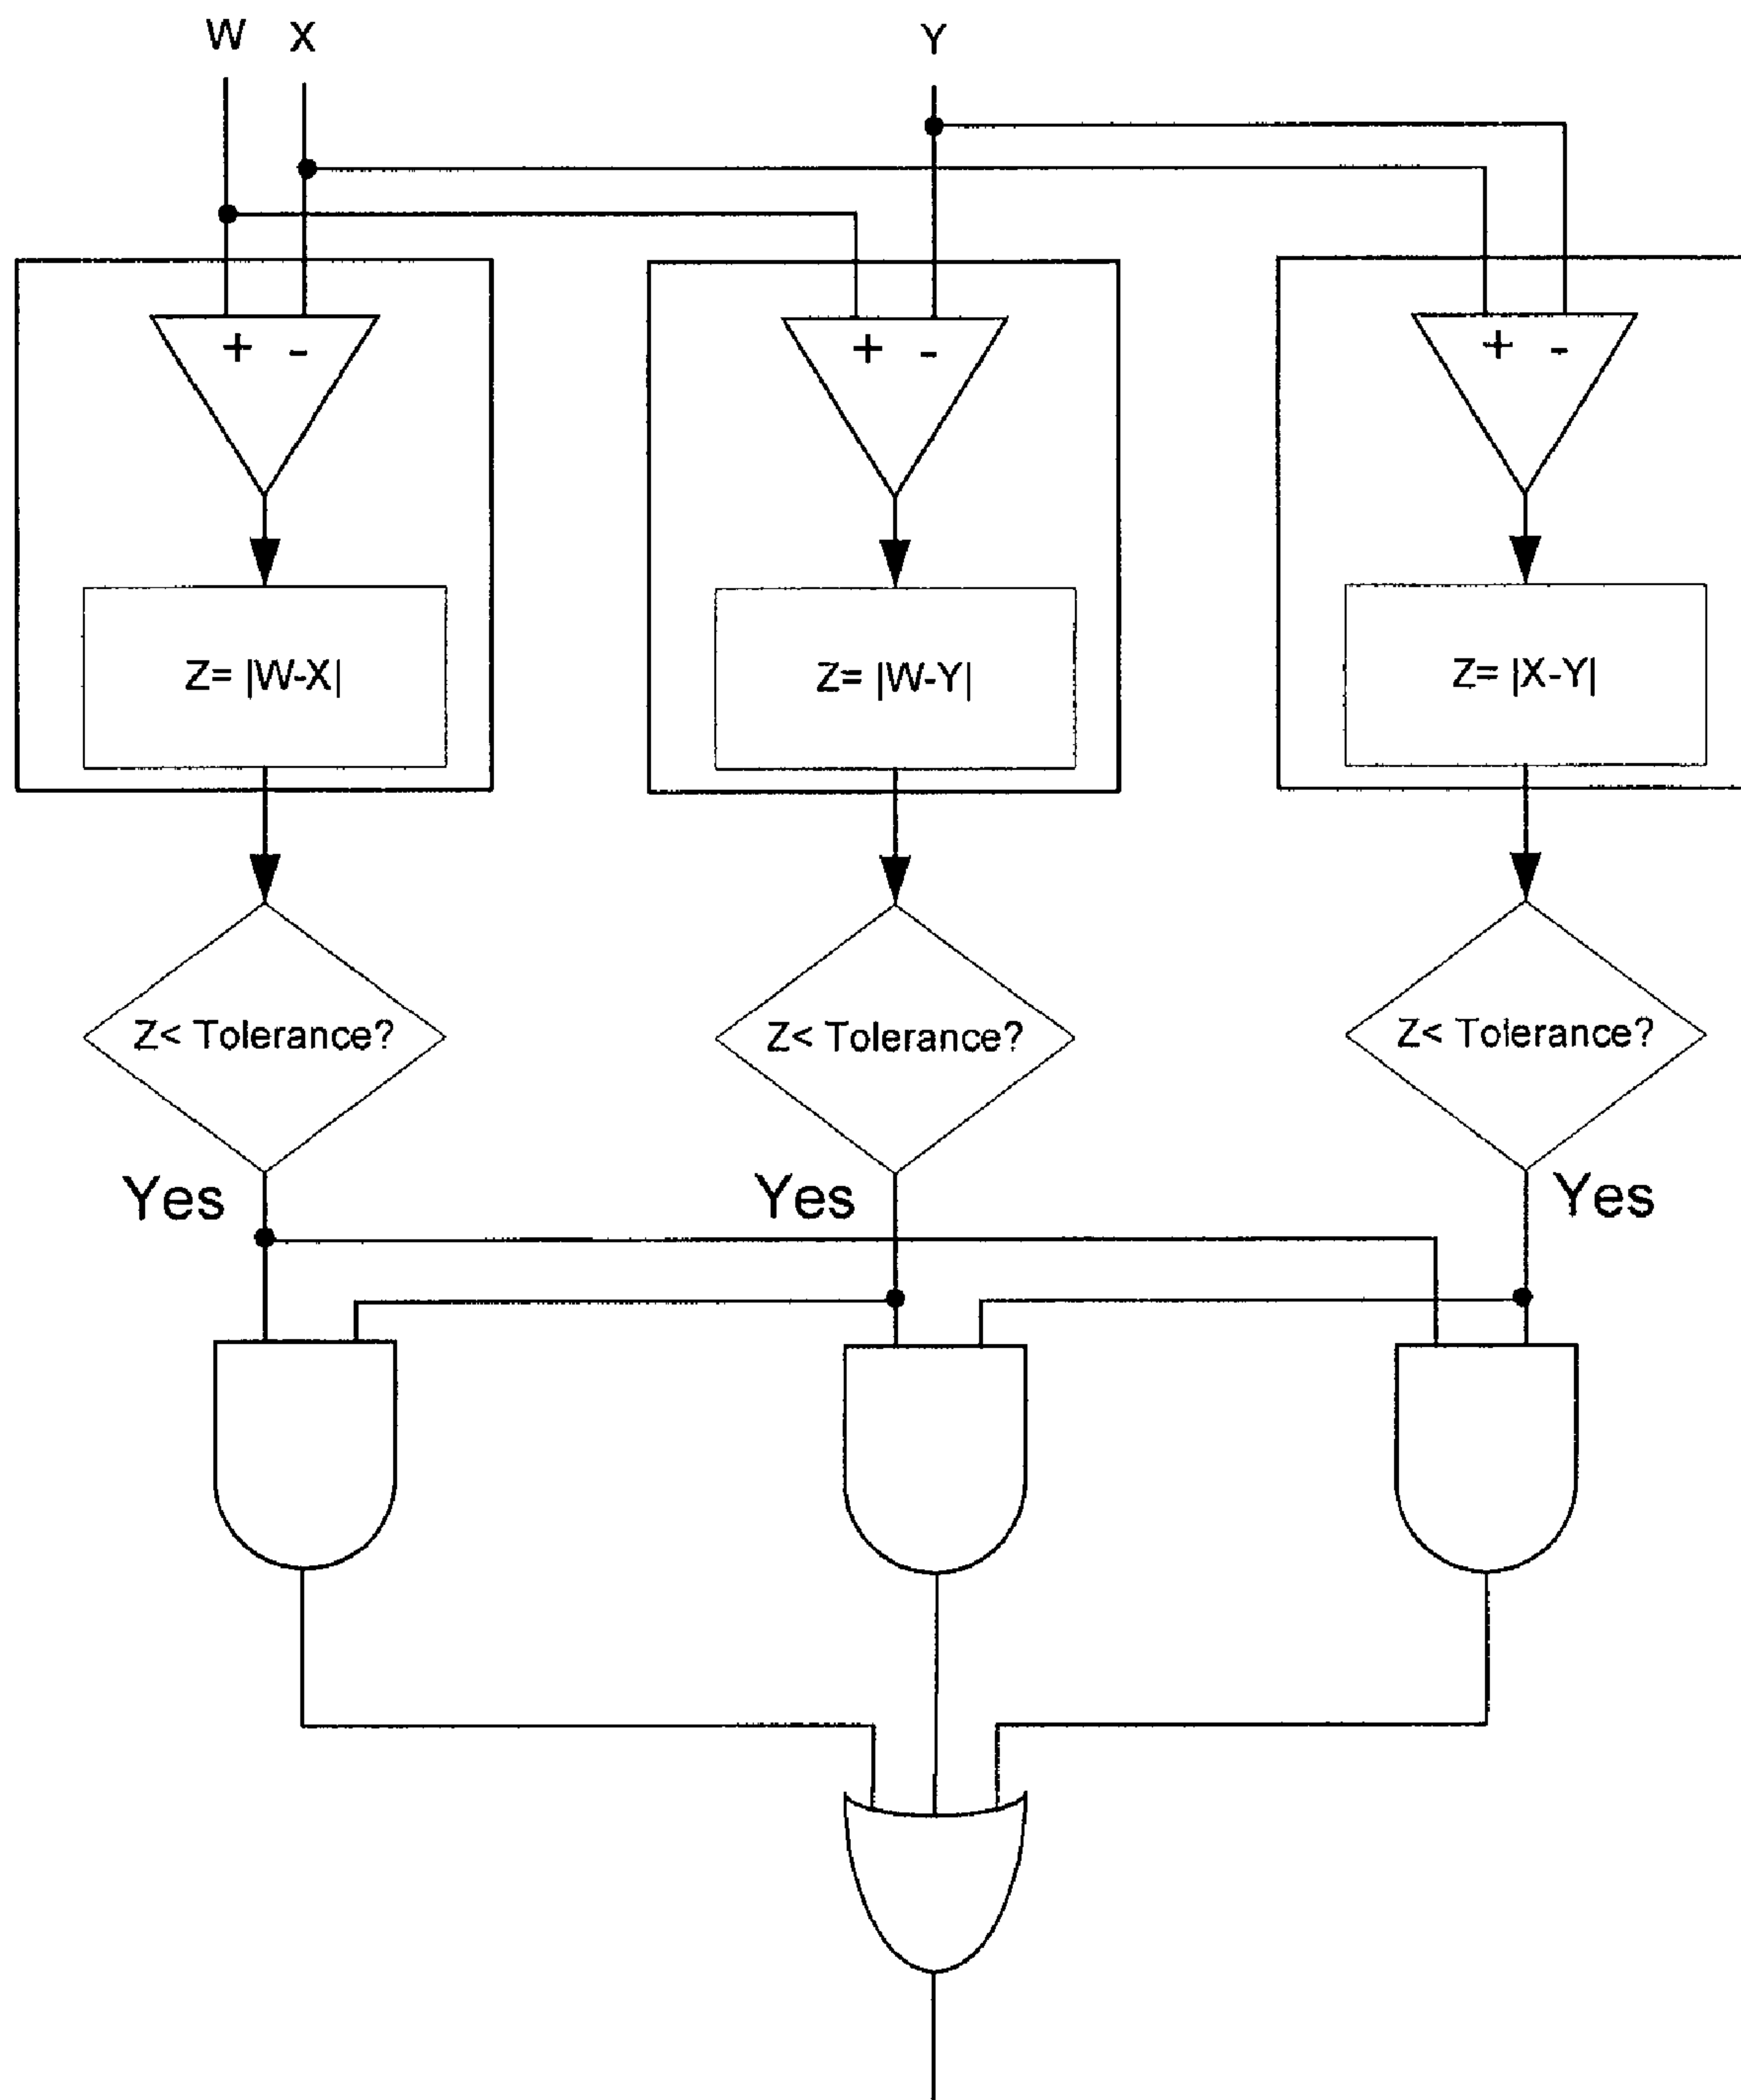 W X Y
+ - + - + -
Z= |W-X| Z= |W-Y| Z= |X-Y|
Z< Tolerance? Z< Tolerance? Z< Tolerance?
Yes Yes Yes